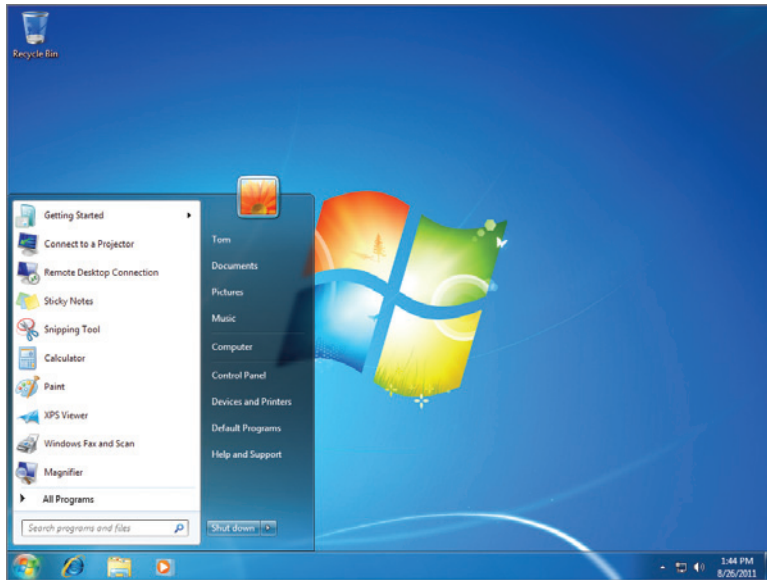 Recycle Bin
Getting Started
Connect to a Projector
Remote Desktop Connection
Sticky Notes
Snipping Tool
Calculator
Paint
XPS Viewer
Windows Fax and Scan
Magnifier
All Programs
Search programs and files
Tom
Documents
Pictures
Music
Computer
Control Panel
Devices and Printers
Default Programs
Help and Support
Shut down
1:44 PM
8/26/2011